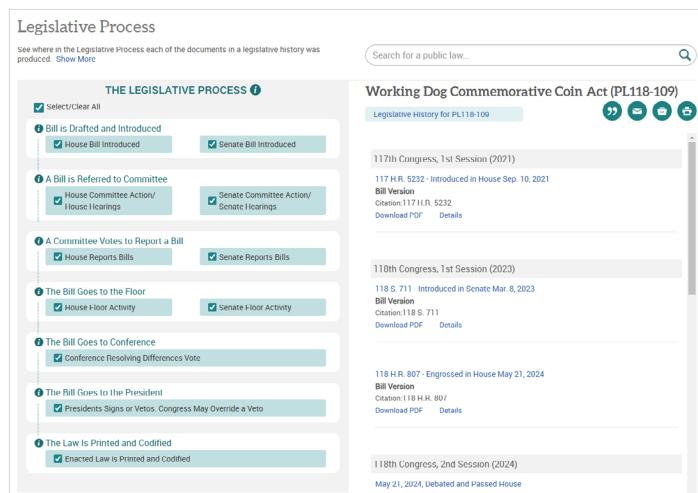 Legislative Process
See where in the Legislative Process each of the documents in a legislative history was
produced. Show More
Search for a public law...
THE LEGISLATIVE PROCESS
Select/Clear All
Bill is Drafted and Introduced
House Bill Introduced
Senate Bill Introduced
A Bill is Referred to Committee
House Committee Action/
House Hearings
Senate Committee Action/
Senate Hearings
A Committee Votes to Report a Bill
House Reports Bills
Senate Reports Bills
The Bill Goes to the Floor
House Floor Activity
Senate Floor Activity
The Bill Goes to Conference
Conference Resolving Differences Vote
The Bill Goes to the President
Presidents Signs or Vetos. Congress May Override a Veto
The Law Is Printed and Codified
Enacted Law is Printed and Codified
Working Dog Commemorative Coin Act (PL118-109)
Legislative History for PL118-109
117th Congress, 1st Session (2021)
117 H.R. 5232 - Introduced in House Sep. 10, 2021
Bill Version
Citation:117 H.R. 5232
Download PDF Details
118th Congress, 1st Session (2023)
118 S. 711 - Introduced in Senate Mar. 8, 2023
Bill Version
Citation:118 S. 711
Download PDF Details
118 H.R. 807 - Engrossed in House May 21, 2024
Bill Version
Citation:118 H.R. 807
Download PDF Details
118th Congress, 2nd Session (2024)
May 21, 2024, Debated and Passed House